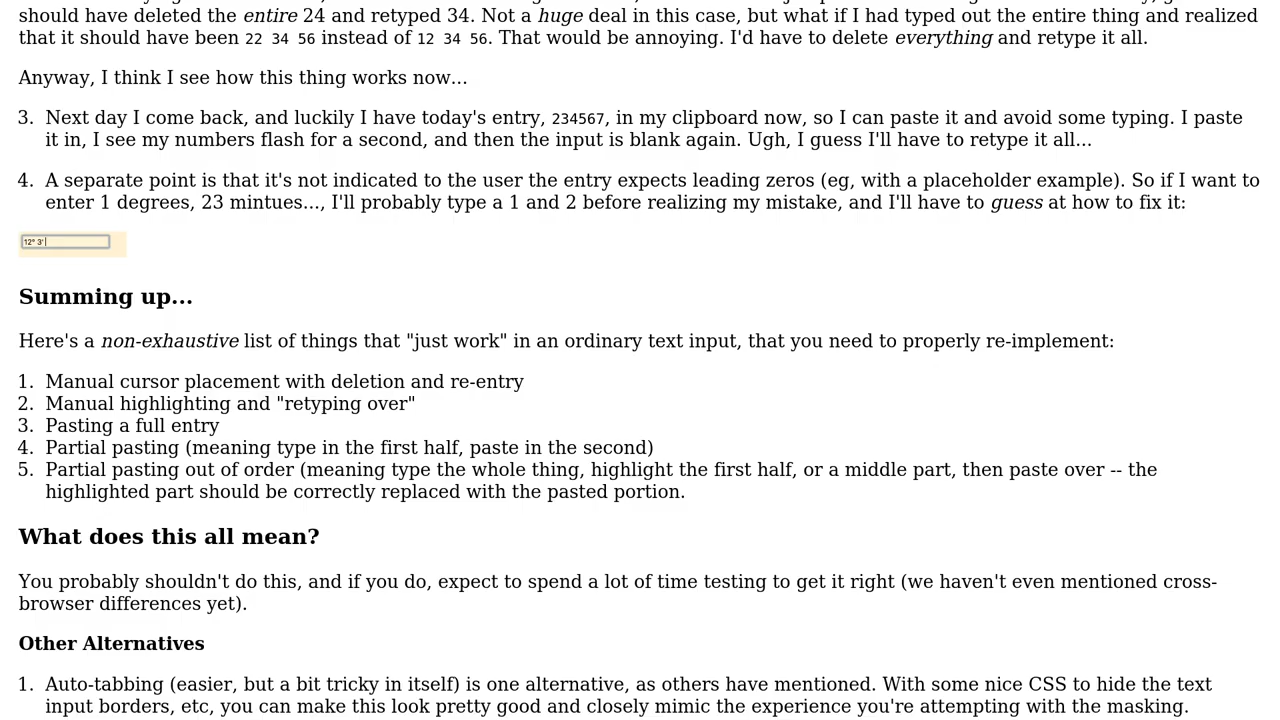 should have deleted the entire 24 and retyped 34. Not a huge deal in this case, but what if I had typed out the entire thing and realized
that it should have been 22 34 56 instead of 12 34 56. That would be annoying. I'd have to delete everything and retype it all.
Anyway, I think I see how this thing works now...
3. Next day I come back, and luckily I have today's entry, 234567, in my clipboard now, so I can paste it and avoid some typing. I paste
it in, I see my numbers flash for a second, and then the input is blank again. Ugh, I guess I'll have to retype it all...
4. A separate point is that it's not indicated to the user the entry expects leading zeros (eg, with a placeholder example). So if I want to
enter 1 degrees, 23 mintues..., I'll probably type a 1 and 2 before realizing my mistake, and I'll have to guess at how to fix it:
12° 3'
Summing up...
Here's a non-exhaustive list of things that "just work" in an ordinary text input, that you need to properly re-implement:
1. Manual cursor placement with deletion and re-entry
2. Manual highlighting and "retyping over"
3. Pasting a full entry
4. Partial pasting (meaning type in the first half, paste in the second)
5. Partial pasting out of order (meaning type the whole thing, highlight the first half, or a middle part, then paste over -- the
highlighted part should be correctly replaced with the pasted portion.
What does this all mean?
You probably shouldn't do this, and if you do, expect to spend a lot of time testing to get it right (we haven't even mentioned cross-
browser differences yet).
Other Alternatives
1. Auto-tabbing (easier, but a bit tricky in itself) is one alternative, as others have mentioned. With some nice CSS to hide the text
input borders, etc, you can make this look pretty good and closely mimic the experience you're attempting with the masking.